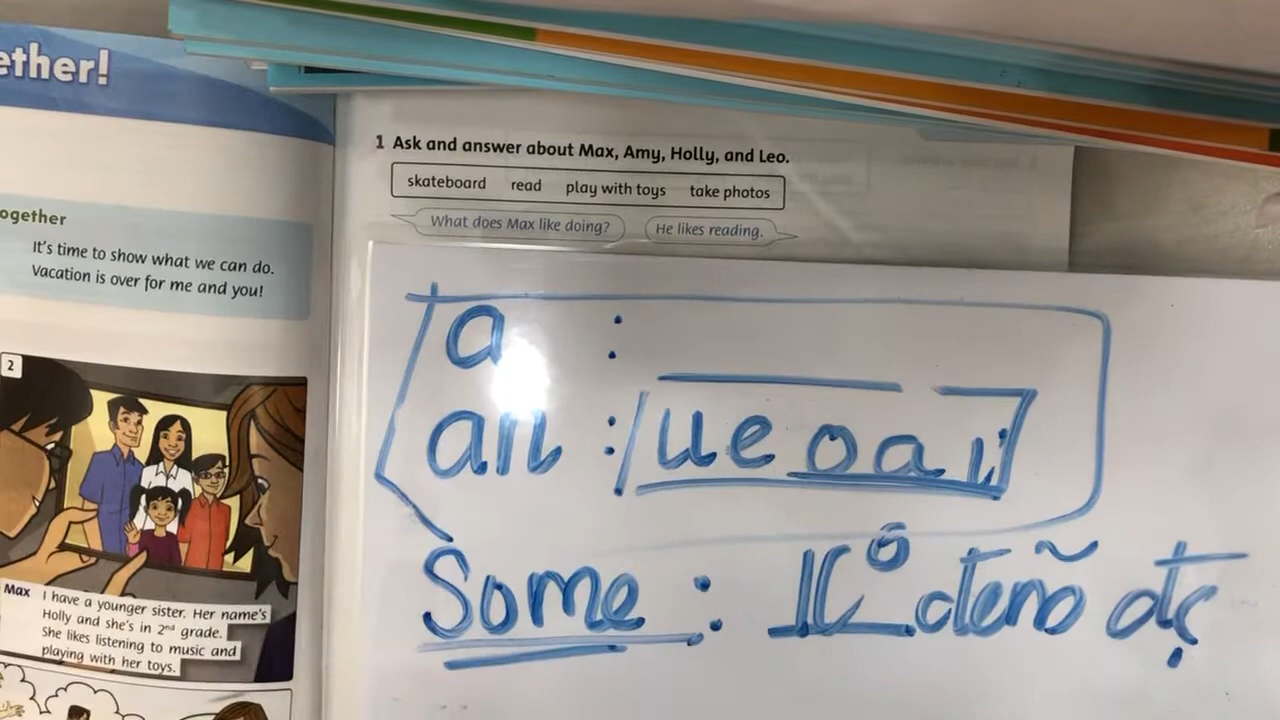 ether!
ogether
It's time to show what we can do.
Vacation is over for me and you!
2
Max I have a younger sister. Her name's
Holly and she's in 2nd grade.
She likes listening to music and
playing with her toys.
1 Ask and answer about Max, Amy, Holly, and Leo.
skateboard read play with toys take photos
What does Max like doing?
He likes reading.
a :
an : u e o a i
Some :